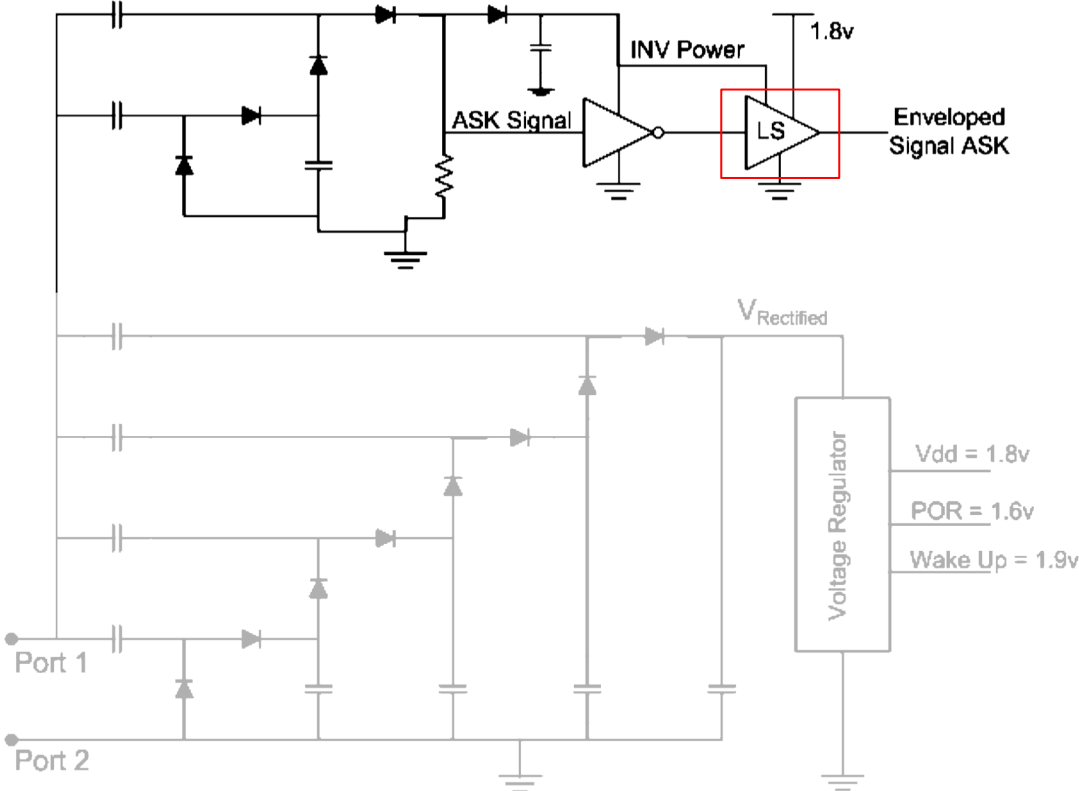 1.8v
INV Power
ASK Signal
LS
Enveloped
Signal ASK
VRectified
Voltage Regulator
Vdd = 1.8v
POR = 1.6v
Wake Up = 1.9v
Port 1
Port 2